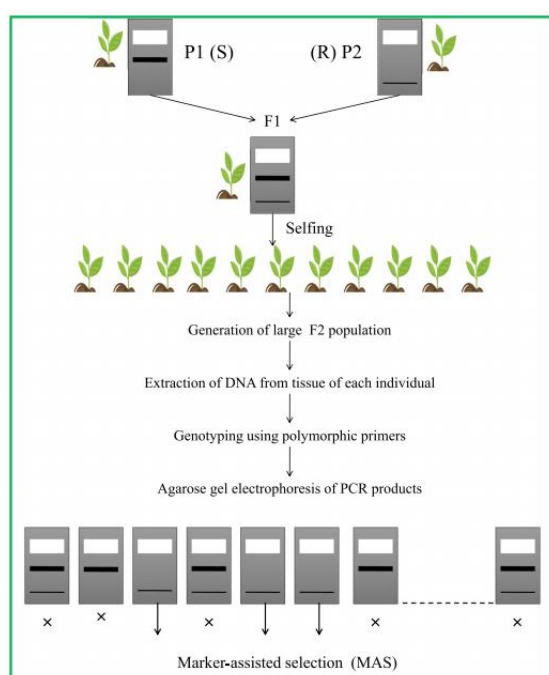 P1 (S) (R) P2
F1
Selfing
Generation of large F2 population
Extraction of DNA from tissue of each individual
Genotyping using polymorphic primers
Agarose gel electrophoresis of PCR products
× × × × ×
Marker-assisted selection (MAS)